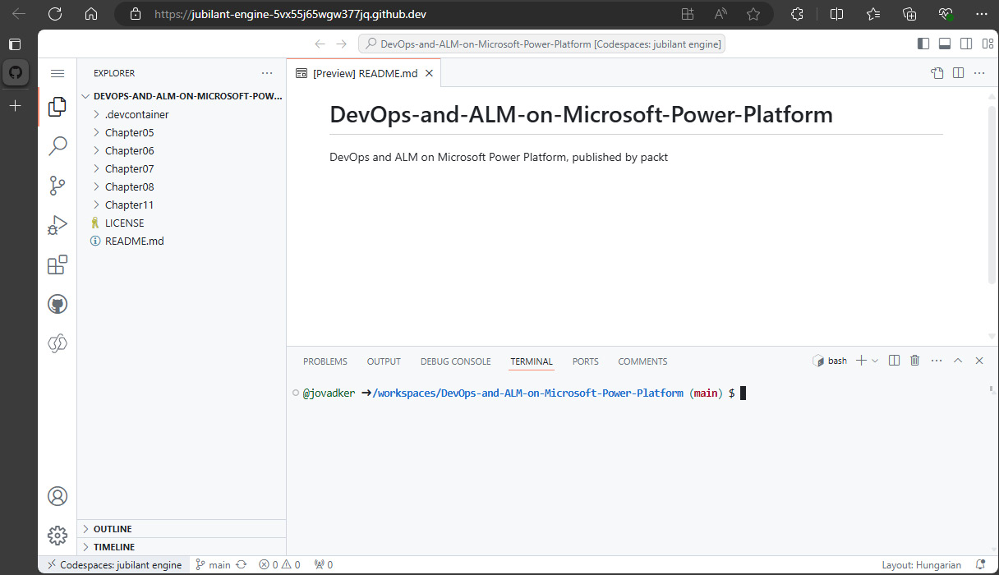 https://jubilant-engine-5vx55j65wgw377jq.github.dev
DevOps-and-ALM-on-Microsoft-Power-Platform [Codespaces: jubilant engine]
EXPLORER
DEVOPS-AND-ALM-ON-MICROSOFT-POW...
.devcontainer
Chapter05
Chapter06
Chapter07
Chapter08
Chapter11
LICENSE
README.md
OUTLINE
TIMELINE
[Preview] README.md
DevOps-and-ALM-on-Microsoft-Power-Platform
DevOps and ALM on Microsoft Power Platform, published by packt
PROBLEMS OUTPUT DEBUG CONSOLE TERMINAL PORTS COMMENTS
bash
@jovadker ➜/workspaces/DevOps-and-ALM-on-Microsoft-Power-Platform (main) $
Codespaces: jubilant engine main 0 0 0 Layout: Hungarian